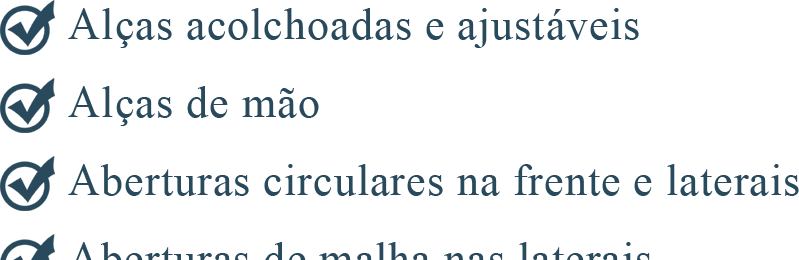 Alças acolchoadas e ajustáveis
Alças de mão
Aberturas circulares na frente e laterais
Aberturas de malha nas laterais